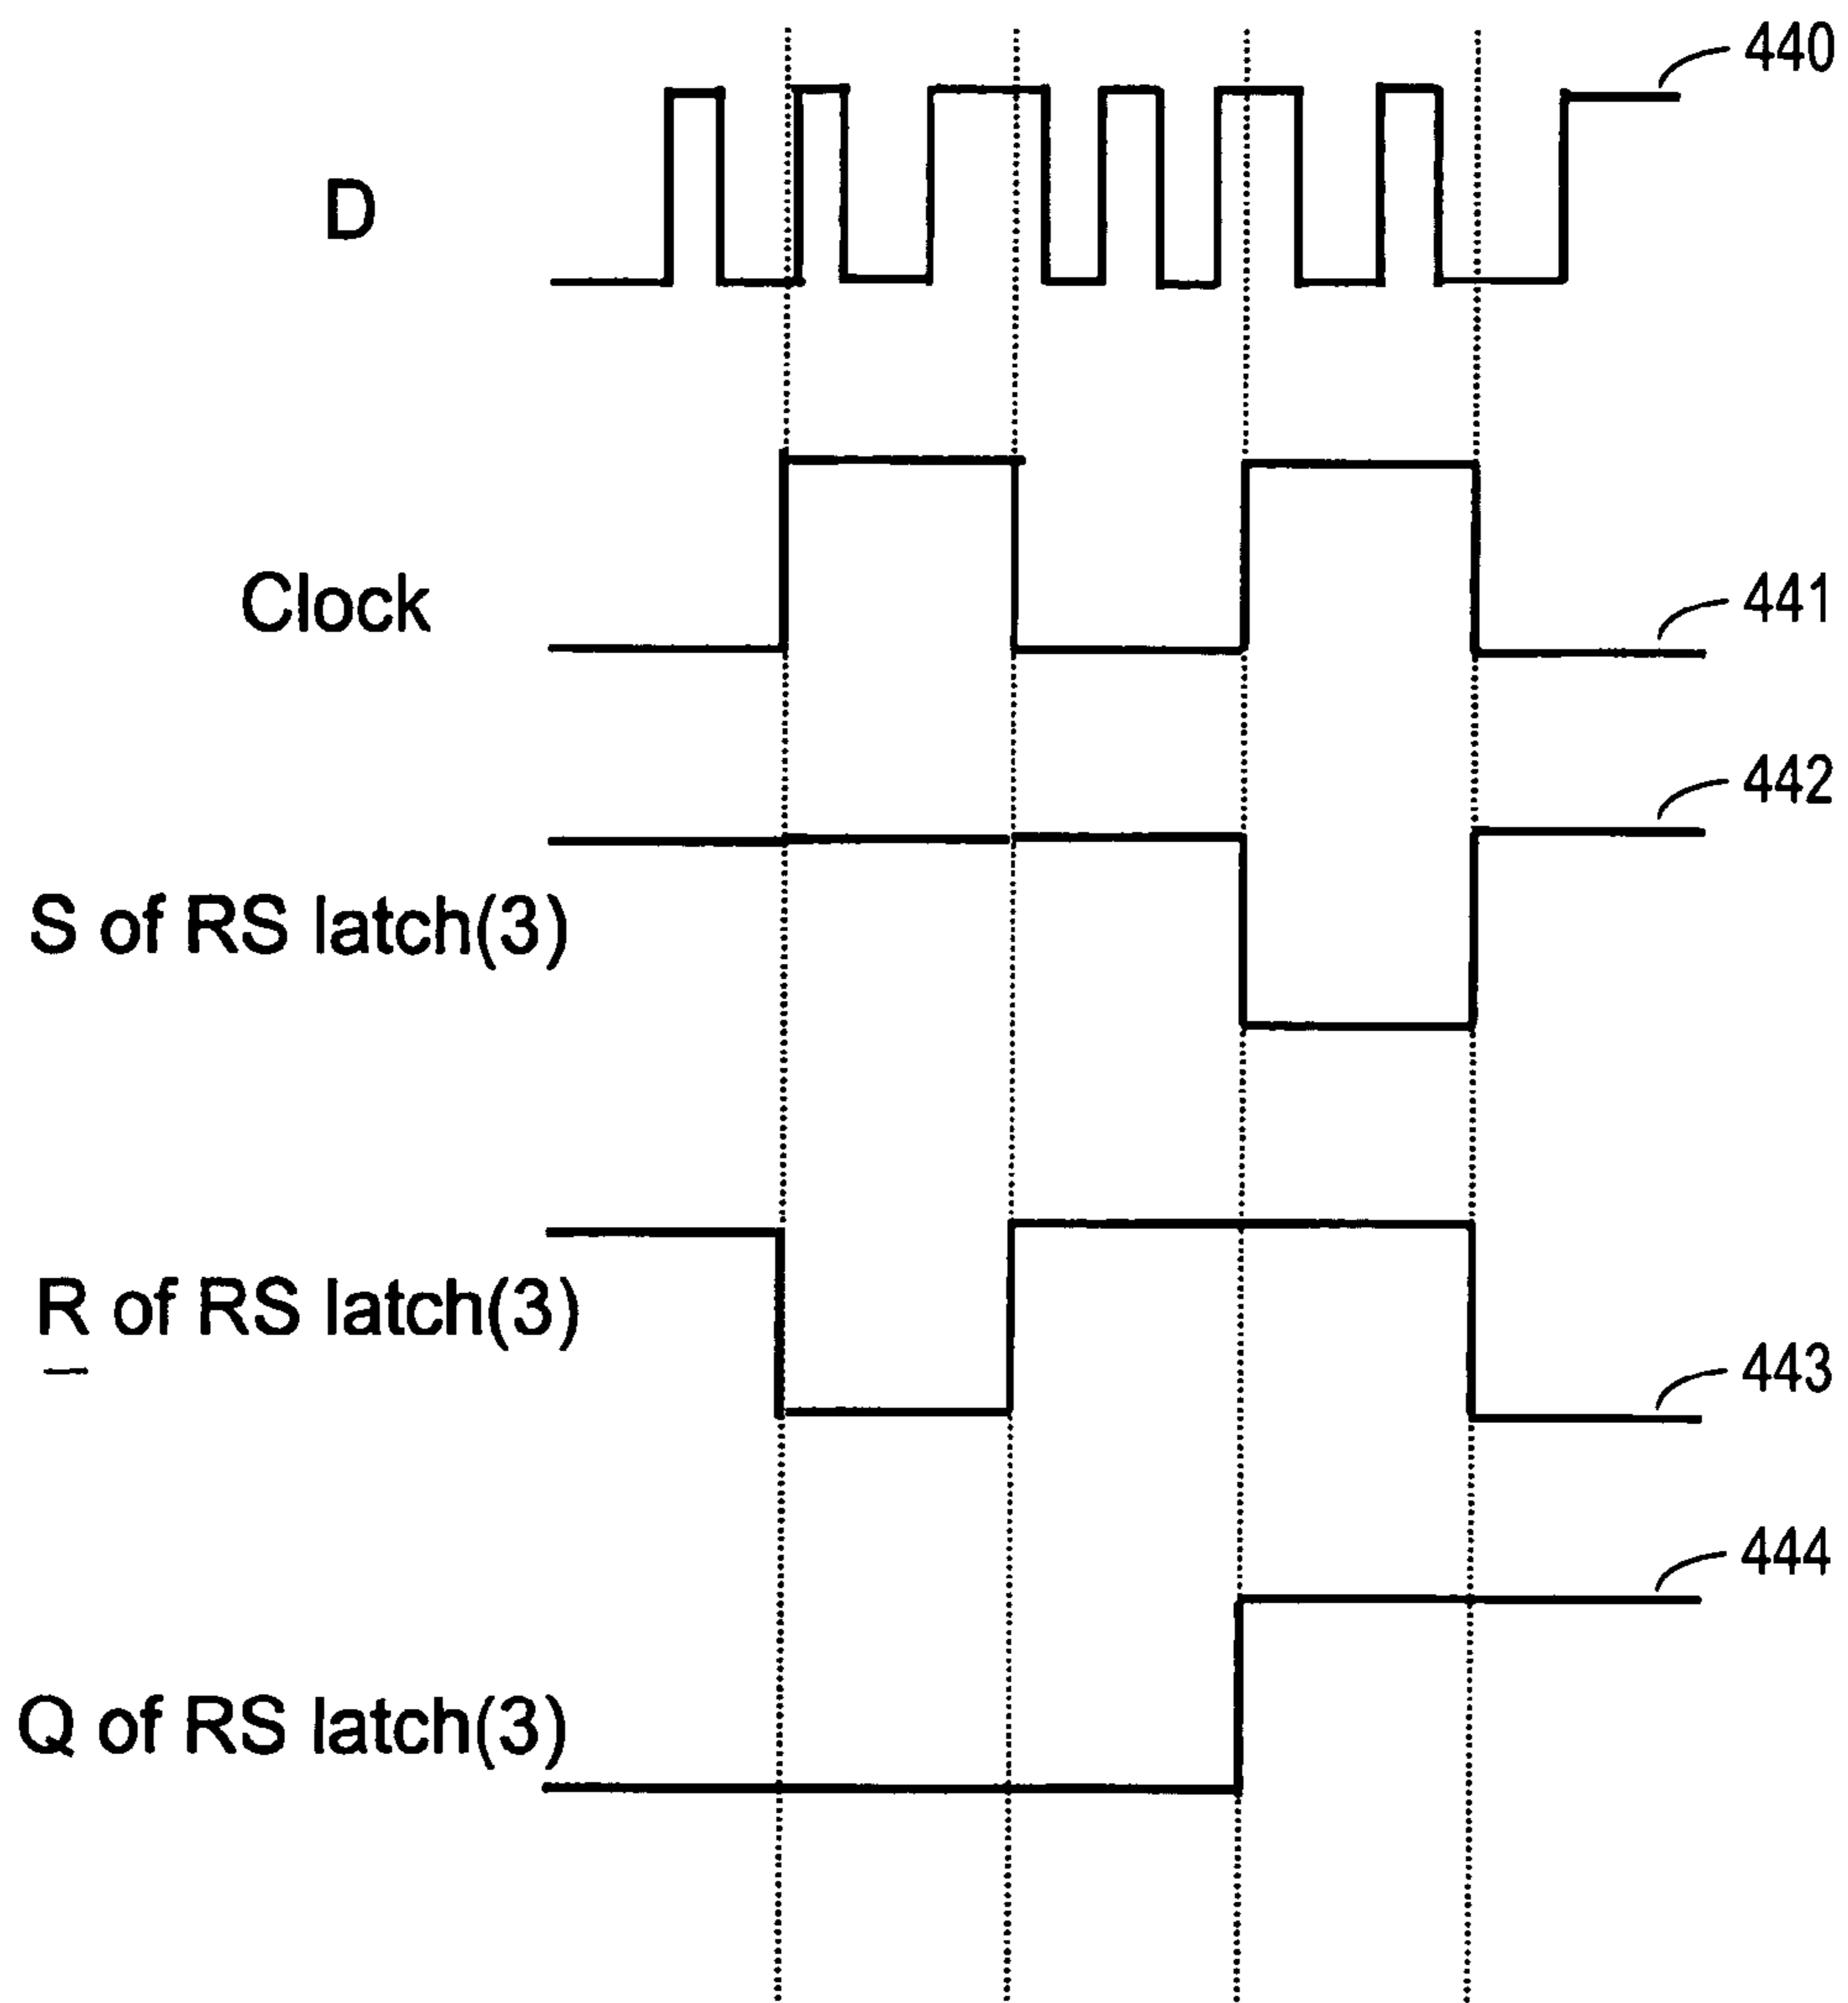 440
D
Clock
441
442
S of RS latch(3)
R of RS latch(3)
443
444
Q of RS latch(3)